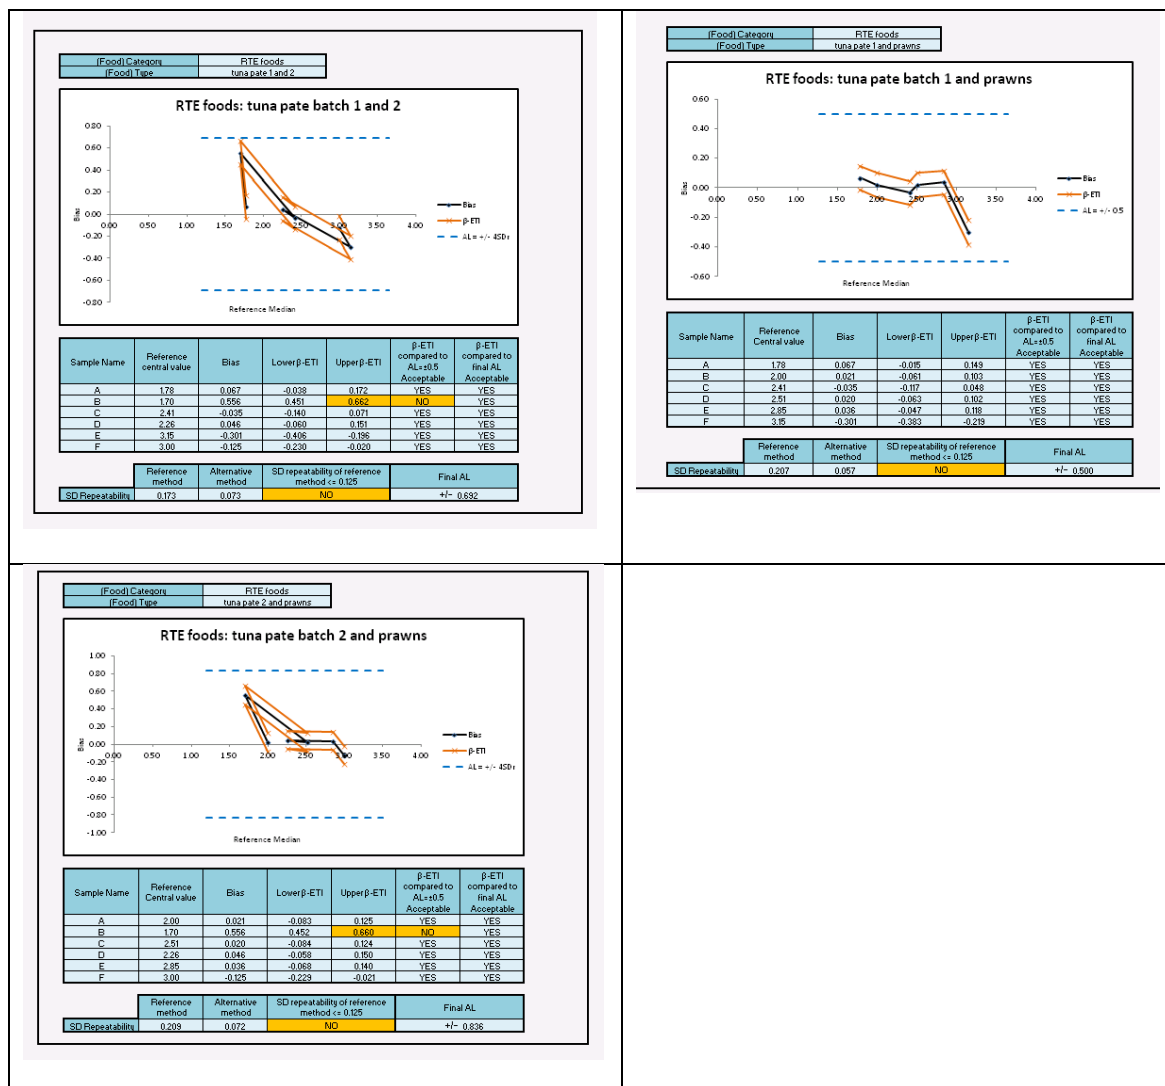 (Food) Category RTE foods
(Food) Type tuna pate 1 and 2
RTE foods: tuna pate batch 1 and 2
0.80
0.60
0.40
0.20
0.00
-0.20
-0.40
-0.60
-0.80
Bias
0.00 0.50 1.00 1.50 2.00 2.50 3.00 3.50 4.00
Reference Median
Bias
β-ETI
AL = +/- 4SDr
Sample Name Reference central value Bias Lower β-ETI Upper β-ETI β-ETI compared to AL=±0.5 Acceptable β-ETI compared to final AL Acceptable
A 1.78 0.067 -0.038 0.172 YES YES
B 1.70 0.556 0.451 0.662 NO YES
C 2.41 -0.035 -0.140 0.071 YES YES
D 2.26 0.046 -0.060 0.151 YES YES
E 3.15 -0.301 -0.406 -0.196 YES YES
F 3.00 -0.125 -0.230 -0.020 YES YES
Reference method Alternative method SD repeatability of reference method <= 0.125 Final AL
SD Repeatability 0.173 0.073 NO +/- 0.692
(Food) Category RTE foods
(Food) Type tuna pate 1 and prawns
RTE foods: tuna pate batch 1 and prawns
0.60
0.40
0.20
0.00
-0.20
-0.40
-0.60
Bias
0.00 0.50 1.00 1.50 2.00 2.50 3.00 3.50 4.00
Reference Median
Bias
β-ETI
AL = +/- 0.5
Sample Name Reference Central value Bias Lower β-ETI Upper β-ETI β-ETI compared to AL=±0.5 Acceptable β-ETI compared to final AL Acceptable
A 1.78 0.067 -0.015 0.149 YES YES
B 2.00 0.021 -0.061 0.103 YES YES
C 2.41 -0.035 -0.117 0.048 YES YES
D 2.51 0.020 -0.063 0.102 YES YES
E 2.85 0.036 -0.047 0.118 YES YES
F 3.15 -0.301 -0.383 -0.219 YES YES
Reference method Alternative method SD repeatability of reference method <= 0.125 Final AL
SD Repeatability 0.207 0.057 NO +/- 0.500
(Food) Category RTE foods
(Food) Type tuna pate 2 and prawns
RTE foods: tuna pate batch 2 and prawns
1.00
0.80
0.60
0.40
0.20
0.00
-0.20
-0.40
-0.60
-0.80
-1.00
Bias
0.00 0.50 1.00 1.50 2.00 2.50 3.00 3.50 4.00
Reference Median
Bias
β-ETI
AL = +/- 4SDr
Sample Name Reference Central value Bias Lower β-ETI Upper β-ETI β-ETI compared to AL=±0.5 Acceptable β-ETI compared to final AL Acceptable
A 2.00 0.021 -0.083 0.125 YES YES
B 1.70 0.556 0.452 0.660 NO YES
C 2.51 0.020 -0.084 0.124 YES YES
D 2.26 0.046 -0.058 0.150 YES YES
E 2.85 0.036 -0.068 0.140 YES YES
F 3.00 -0.125 -0.229 -0.021 YES YES
Reference method Alternative method SD repeatability of reference method <= 0.125 Final AL
SD Repeatability 0.209 0.072 NO +/- 0.836